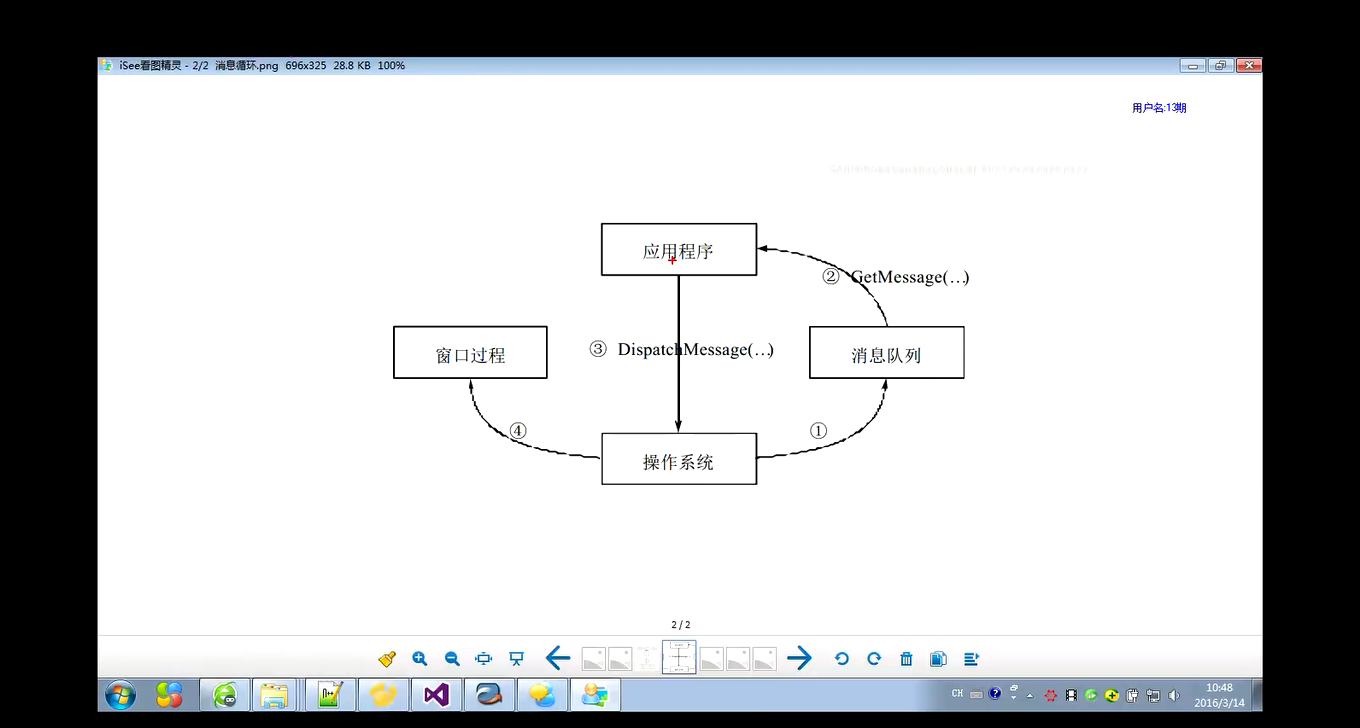 iSee看图精灵 - 2/2 消息循环.png 696x325 28.8 KB 100%
用户名:13期
应用程序
② GetMessage(…)
窗口过程
③ DispatchMessage(…)
消息队列
④
①
操作系统
2 / 2
CH
10:48
2016/3/14